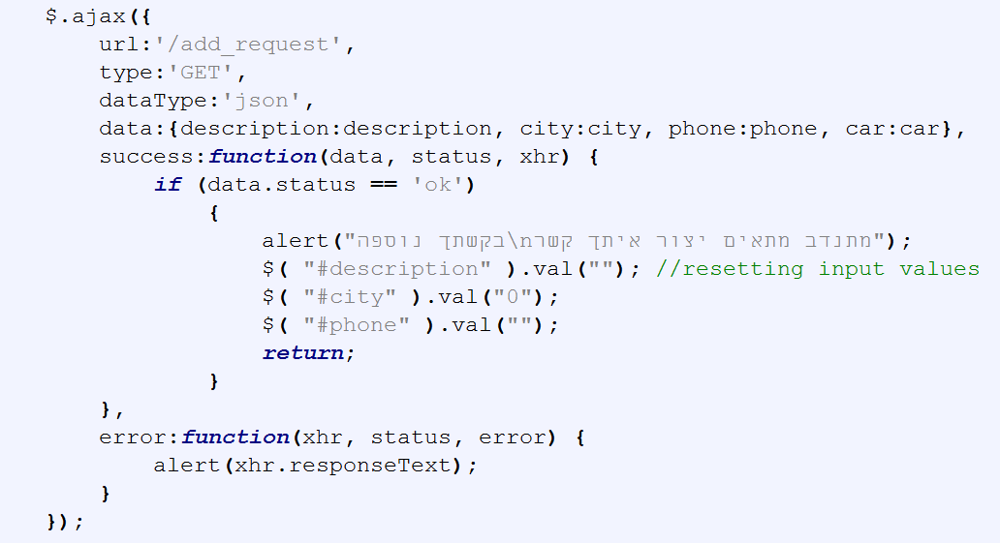 $.ajax({
url:'/add_request',
type:'GET',
dataType:'json',
data:{description:description, city:city, phone:phone, car:car},
success:function(data, status, xhr) {
if (data.status == 'ok')
{
alert("בקשתך נוספה\nמתנדב מתאים יצור איתך קשר");
$( "#description" ).val(""); //resetting input values
$( "#city" ).val("0");
$( "#phone" ).val("");
return;
}
},
error:function(xhr, status, error) {
alert(xhr.responseText);
}
});